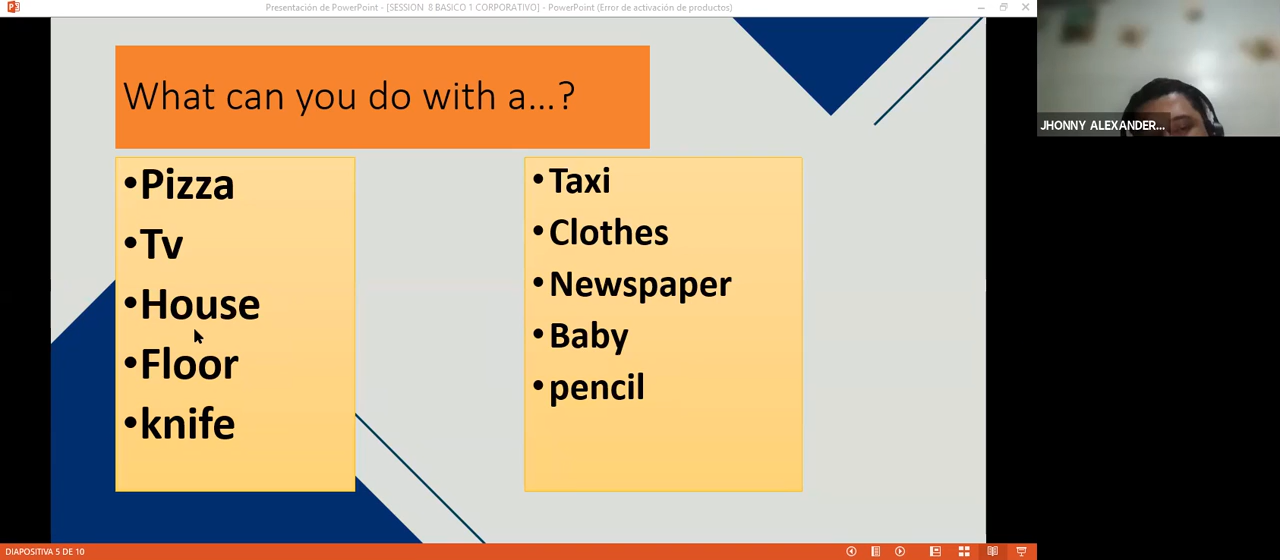 Presentación de PowerPoint - [SESSION 8 BASICO 1 CORPORATIVO] - PowerPoint (Error de activación de productos)
What can you do with a...?
•Pizza
•Tv
•House
•Floor
•knife
•Taxi
•Clothes
•Newspaper
•Baby
•pencil
JHONNY ALEXANDER...
DIAPOSITIVA 5 DE 10